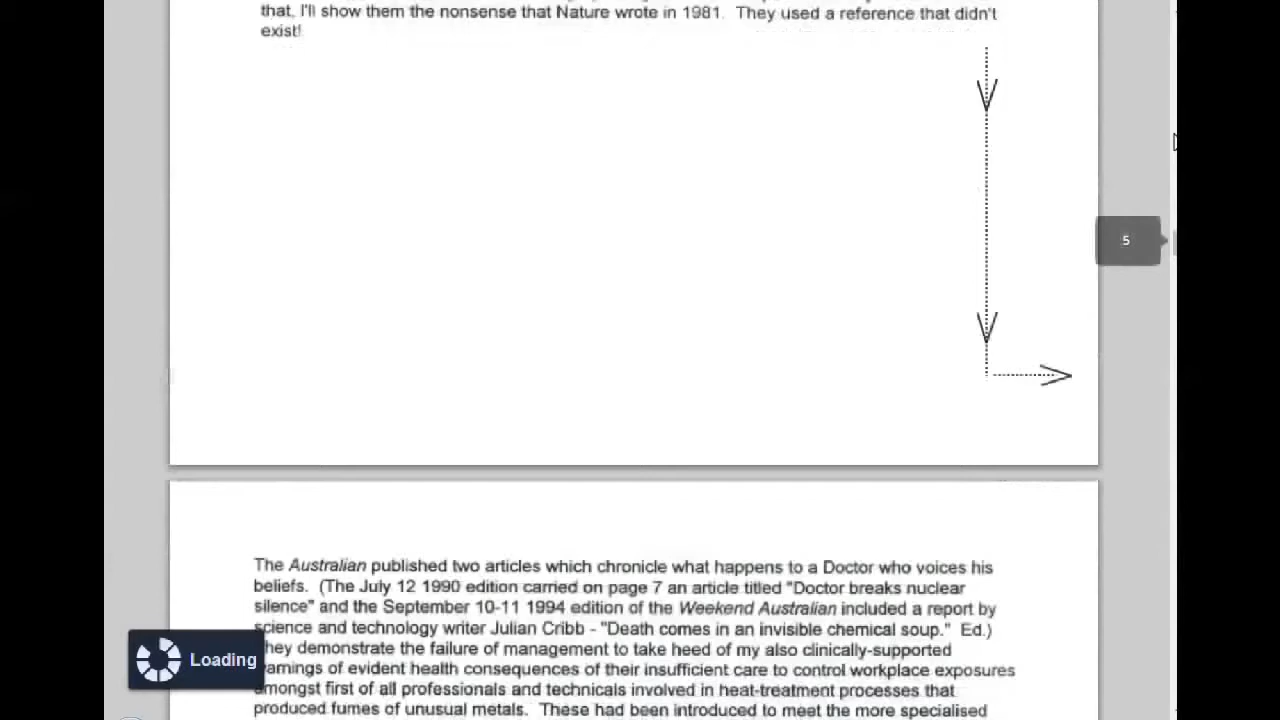 that, I'll show them the nonsense that Nature wrote in 1981. They used a reference that didn't
exist!
5
The Australian published two articles which chronicle what happens to a Doctor who voices his
beliefs. (The July 12 1990 edition carried on page 7 an article titled "Doctor breaks nuclear
silence" and the September 10-11 1994 edition of the Weekend Australian included a report by
science and technology writer Julian Cribb - "Death comes in an invisible chemical soup." Ed.)
hey demonstrate the failure of management to take heed of my also clinically-supported
arnings of evident health consequences of their insufficient care to control workplace exposures
amongst first of all professionals and technicals involved in heat-treatment processes that
produced fumes of unusual metals. These had been introduced to meet the more specialised
Loading